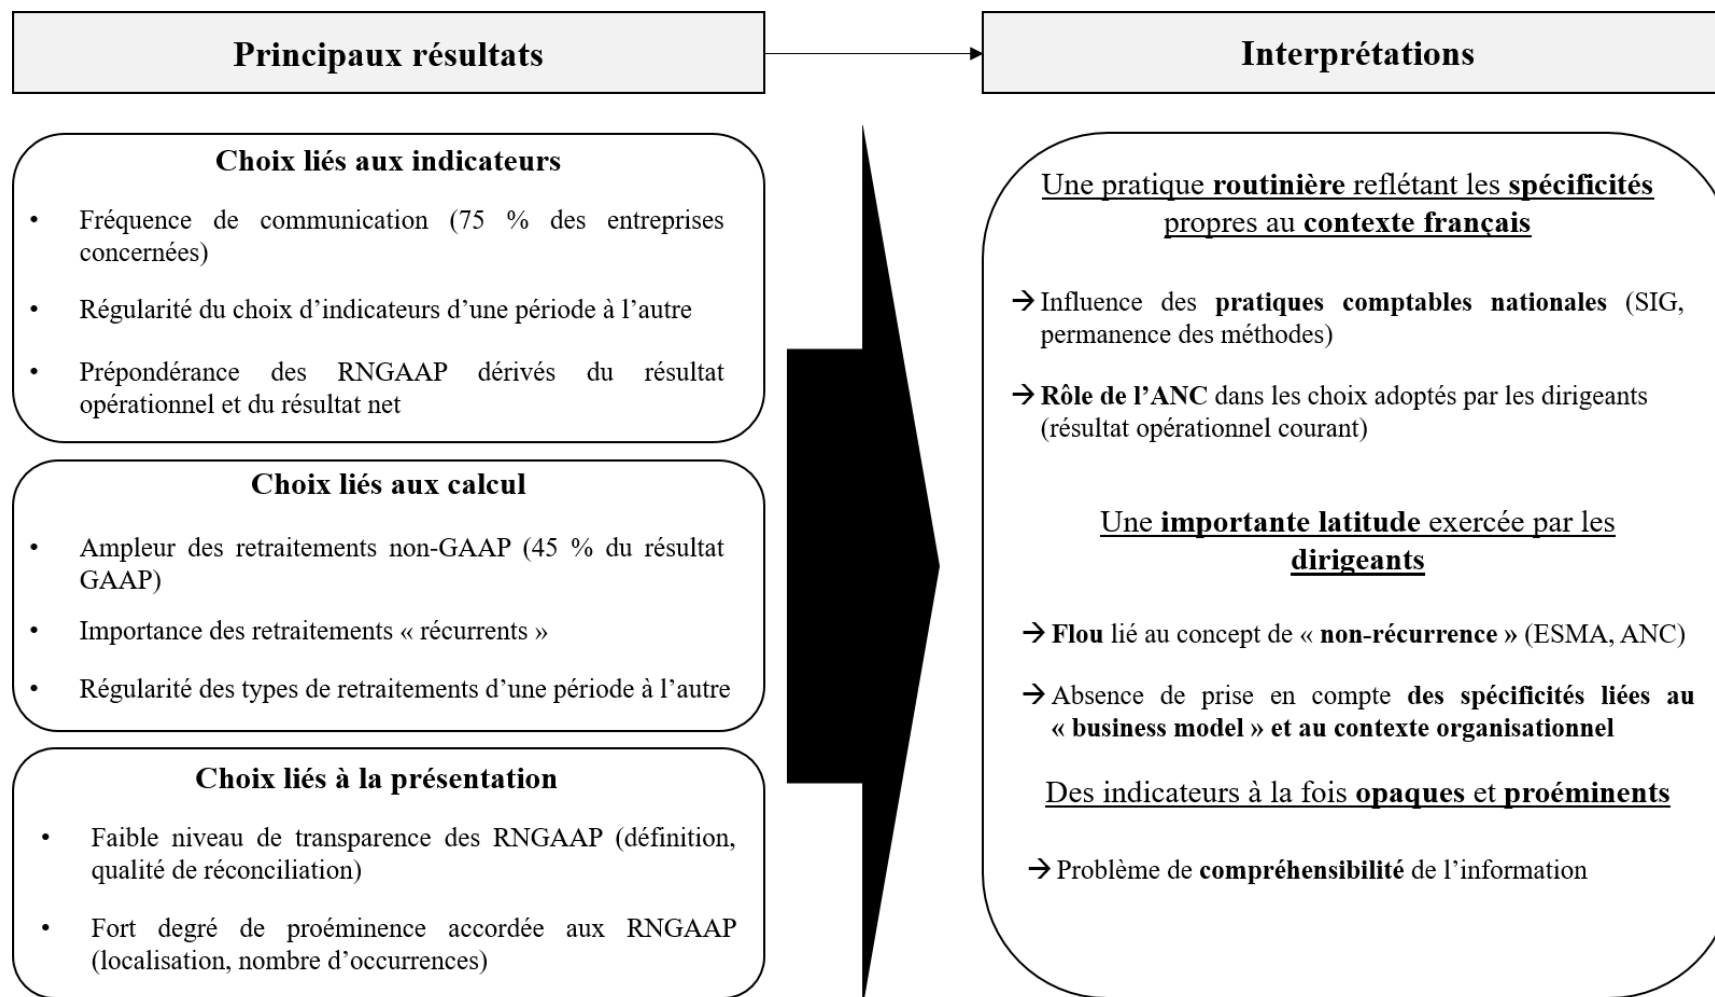 Principaux résultats
Interprétations
Choix liés aux indicateurs
• Fréquence de communication (75 % des entreprises
concernées)
• Régularité du choix d’indicateurs d’une période à l’autre
• Prépondérance des RNGAAP dérivés du résultat
opérationnel et du résultat net
Choix liés aux calcul
• Ampleur des retraitements non-GAAP (45 % du résultat
GAAP)
• Importance des retraitements « récurrents »
• Régularité des types de retraitements d’une période à l’autre
Choix liés à la présentation
• Faible niveau de transparence des RNGAAP (définition,
qualité de réconciliation)
• Fort degré de proéminence accordée aux RNGAAP
(localisation, nombre d’occurrences)
Une pratique routinière reflétant les spécificités
propres au contexte français
→ Influence des pratiques comptables nationales (SIG,
permanence des méthodes)
→ Rôle de l’ANC dans les choix adoptés par les dirigeants
(résultat opérationnel courant)
Une importante latitude exercée par les
dirigeants
→ Flou lié au concept de « non-récurrence » (ESMA, ANC)
→ Absence de prise en compte des spécificités liées au
« business model » et au contexte organisationnel
Des indicateurs à la fois opaques et proéminents
→ Problème de compréhensibilité de l’information